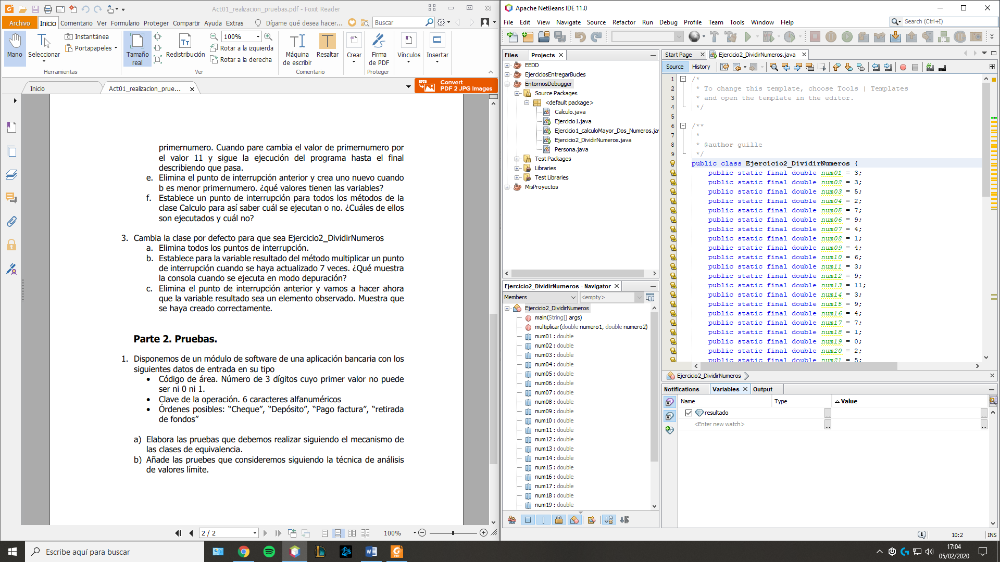 Act01_realizacion_pruebas.pdf - Foxit Reader
Archivo Inicio Comentario Ver Formulario Proteger Compartir Ayuda Extras Dígame qué desea hacer... Buscar
Mano
Seleccionar
Instantánea
Portapapeles
Herramientas
Tamaño real
Redistribución
100%
Rotar a la izquierda
Rotar a la derecha
Ver
Máquina de escribir
Resaltar
Comentario
Crear
Firma de PDF
Proteger
Vínculos
Insertar
Inicio
Act01_realizacion_prue...
Convert
PDF 2 JPG Images
primernumero. Cuando pare cambia el valor de primernumero por
el valor 11 y sigue la ejecución del programa hasta el final
describiendo que pasa.
e. Elimina el punto de interrupción anterior y crea uno nuevo cuando
b es menor primernumero. ¿qué valores tienen las variables?
f. Establece un punto de interrupción para todos los métodos de la
clase Calculo para así saber cuál se ejecutan o no. ¿Cuáles de ellos
son ejecutados y cuál no?
3. Cambia la clase por defecto para que sea Ejercicio2_DividirNumeros
a. Elimina todos los puntos de interrupción.
b. Establece para la variable resultado del método multiplicar un punto
de interrupción cuando se haya actualizado 7 veces. ¿Qué muestra
la consola cuando se ejecuta en modo depuración?
c. Elimina el punto de interrupción anterior y vamos a hacer ahora
que la variable resultado sea un elemento observado. Muestra que
se haya creado correctamente.
Parte 2. Pruebas.
1. Disponemos de un módulo de software de una aplicación bancaria con los
siguientes datos de entrada en su tipo
• Código de área. Número de 3 dígitos cuyo primer valor no puede
ser ni 0 ni 1.
• Clave de la operación. 6 caracteres alfanuméricos
• Órdenes posibles: “Cheque”, “Depósito”, “Pago factura”, “retirada
de fondos”
a) Elabora las pruebas que debemos realizar siguiendo el mecanismo de
las clases de equivalencia.
b) Añade las pruebes que consideremos siguiendo la técnica de análisis
de valores límite.
2 / 2
100%
Apache NetBeans IDE 11.0
File Edit View Navigate Source Refactor Run Debug Profile Team Tools Window Help
Search (Ctrl+I)
Files Projects
EEDD
EjerciciosEntregarBucles
EntornosDebugger
Source Packages
<default package>
Calculo.java
Ejercicio1.java
Ejercicio1_calculoMayor_Dos_Numeros.jav
Ejercicio2_DividirNumeros.java
Persona.java
Test Packages
Libraries
Test Libraries
MisProyectos
Ejercicio2_DividirNumeros - Navigator
Members
<empty>
Ejercicio2_DividirNumeros
main(String[] args)
multiplicar(double numero1, double numero2)
num01 : double
num02 : double
num03 : double
num04 : double
num05 : double
num06 : double
num07 : double
num08 : double
num09 : double
num10 : double
num11 : double
num12 : double
num13 : double
num14 : double
num15 : double
num16 : double
num17 : double
num18 : double
num19 : double
Start Page Ejercicio2_DividirNumeros.java
Source History
1 /*
2 * To change this template, choose Tools | Templates
3 * and open the template in the editor.
4 */
5
6 /**
7 *
8 * @author guille
9 */
public class Ejercicio2_DividirNumeros {
public static final double num01 = 3;
public static final double num02 = 3;
public static final double num03 = 5;
public static final double num04 = 2;
public static final double num05 = 7;
public static final double num06 = 9;
public static final double num07 = 4;
public static final double num08 = 1;
public static final double num09 = 4;
public static final double num10 = 6;
public static final double num11 = 3;
public static final double num12 = 9;
public static final double num13 = 11;
public static final double num14 = 3;
public static final double num15 = 9;
public static final double num16 = 4;
public static final double num17 = 7;
public static final double num18 = 1;
public static final double num19 = 0;
public static final double num20 = 2;
public static final double num21 = 5;
Ejercicio2_DividirNumeros
Notifications Variables Output
Name Type Value
resultado ... ...
<Enter new watch> ... ...
1 10:2 INS
Escribe aquí para buscar
17:04
05/02/2020